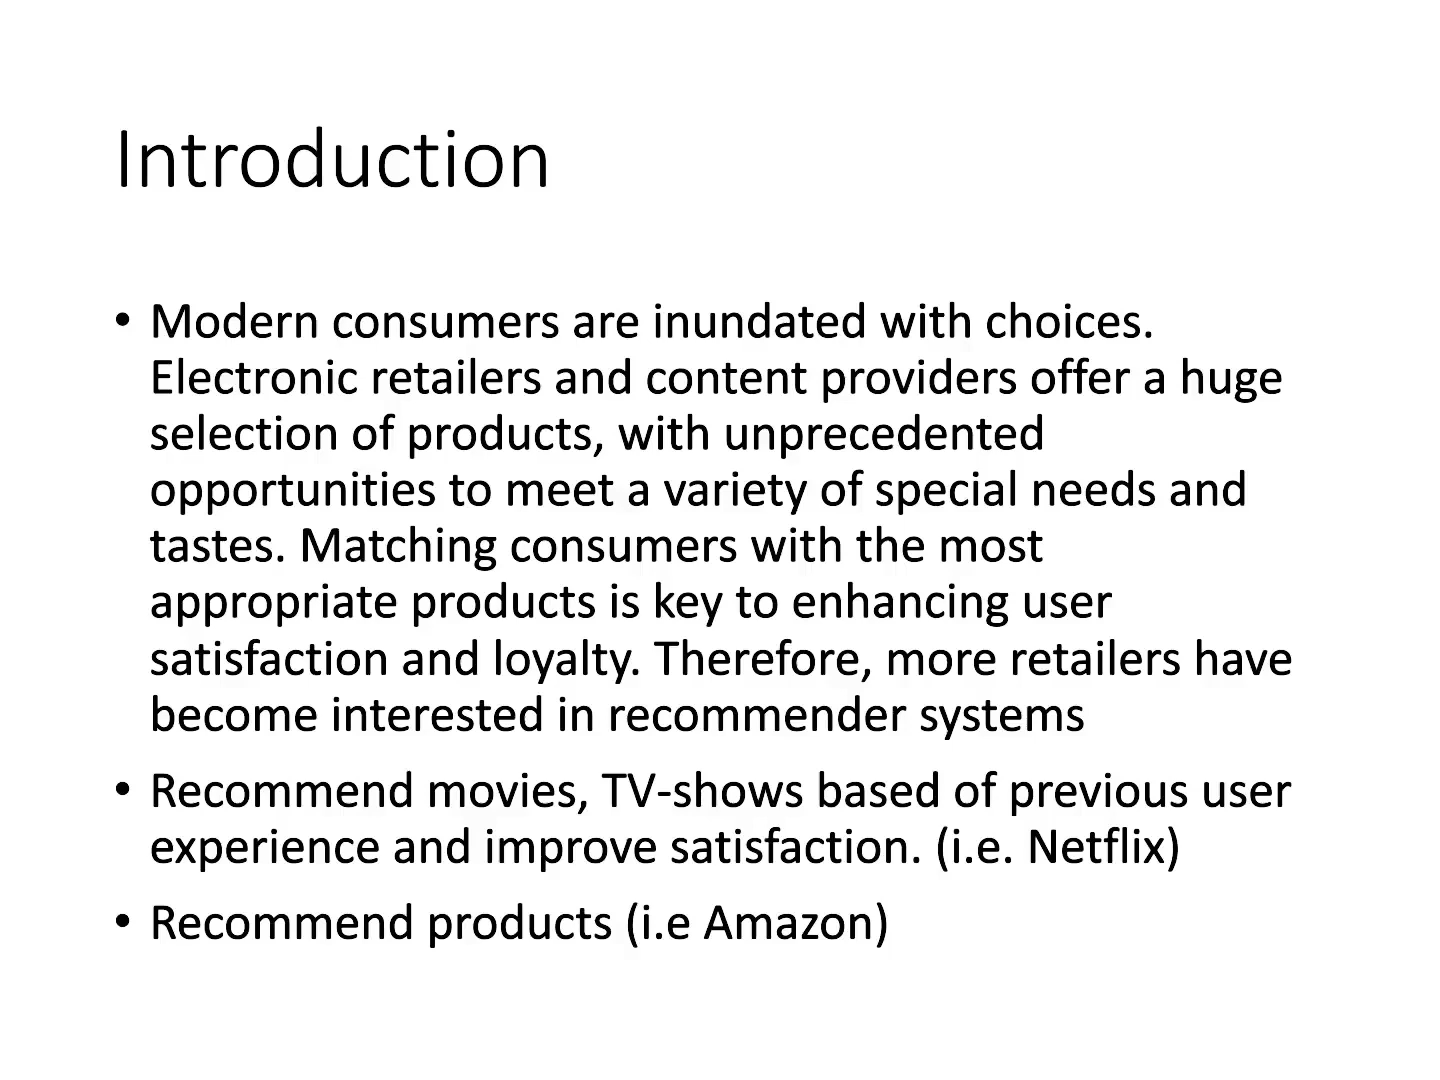 Introduction
• Modern consumers are inundated with choices.
Electronic retailers and content providers offer a huge
selection of products, with unprecedented
opportunities to meet a variety of special needs and
tastes. Matching consumers with the most
appropriate products is key to enhancing user
satisfaction and loyalty. Therefore, more retailers have
become interested in recommender systems
• Recommend movies, TV-shows based of previous user
experience and improve satisfaction. (i.e. Netflix)
• Recommend products (i.e Amazon)